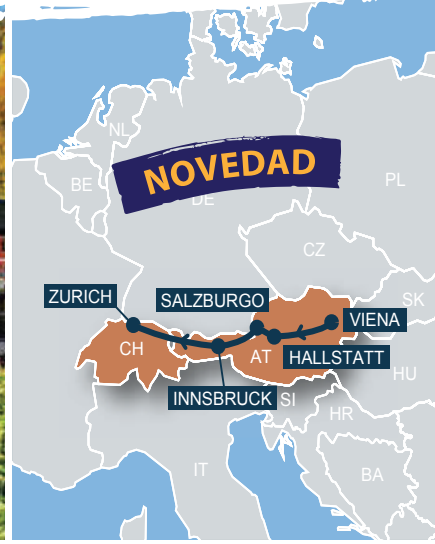 NL
NOVEDAD
BE
DE
PL
CZ
ZURICH
SALZBURGO
SK
VIENA
CH
AT
HALLSTATT
HU
INNSBRUCK
SI
HR
IT
BA